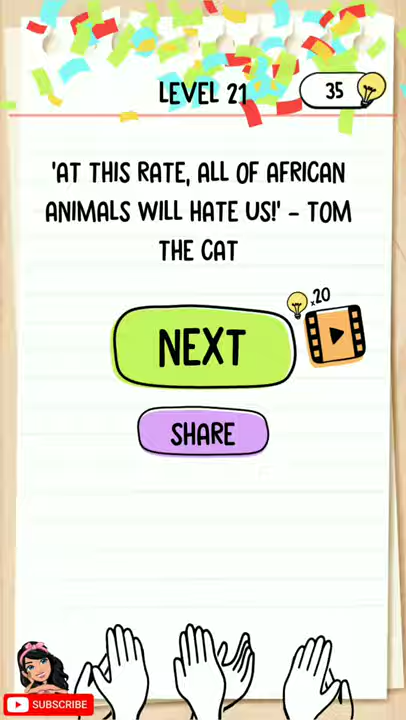 LEVEL 21
35
'AT THIS RATE, ALL OF AFRICAN
ANIMALS WILL HATE US!' - TOM
THE CAT
x20
NEXT
SHARE
SUBSCRIBE